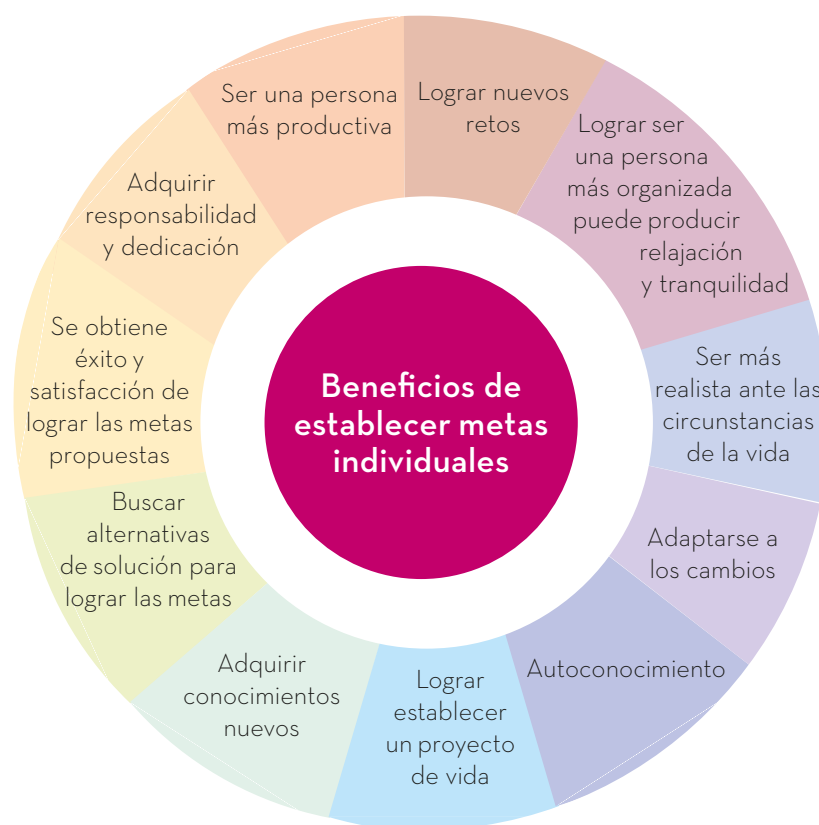 Beneficios de
establecer metas
individuales
Lograr nuevos
retos
Lograr ser
una persona
más organizada
puede producir
relajación
y tranquilidad
Ser más
realista ante las
circunstancias
de la vida
Adaptarse a
los cambios
Autoconocimiento
Lograr
establecer
un proyecto
de vida
Adquirir
conocimientos
nuevos
Buscar
alternativas
de solución para
lograr las metas
Se obtiene
éxito y
satisfacción de
lograr las metas
propuestas
Adquirir
responsabilidad
y dedicación
Ser una persona
más productiva